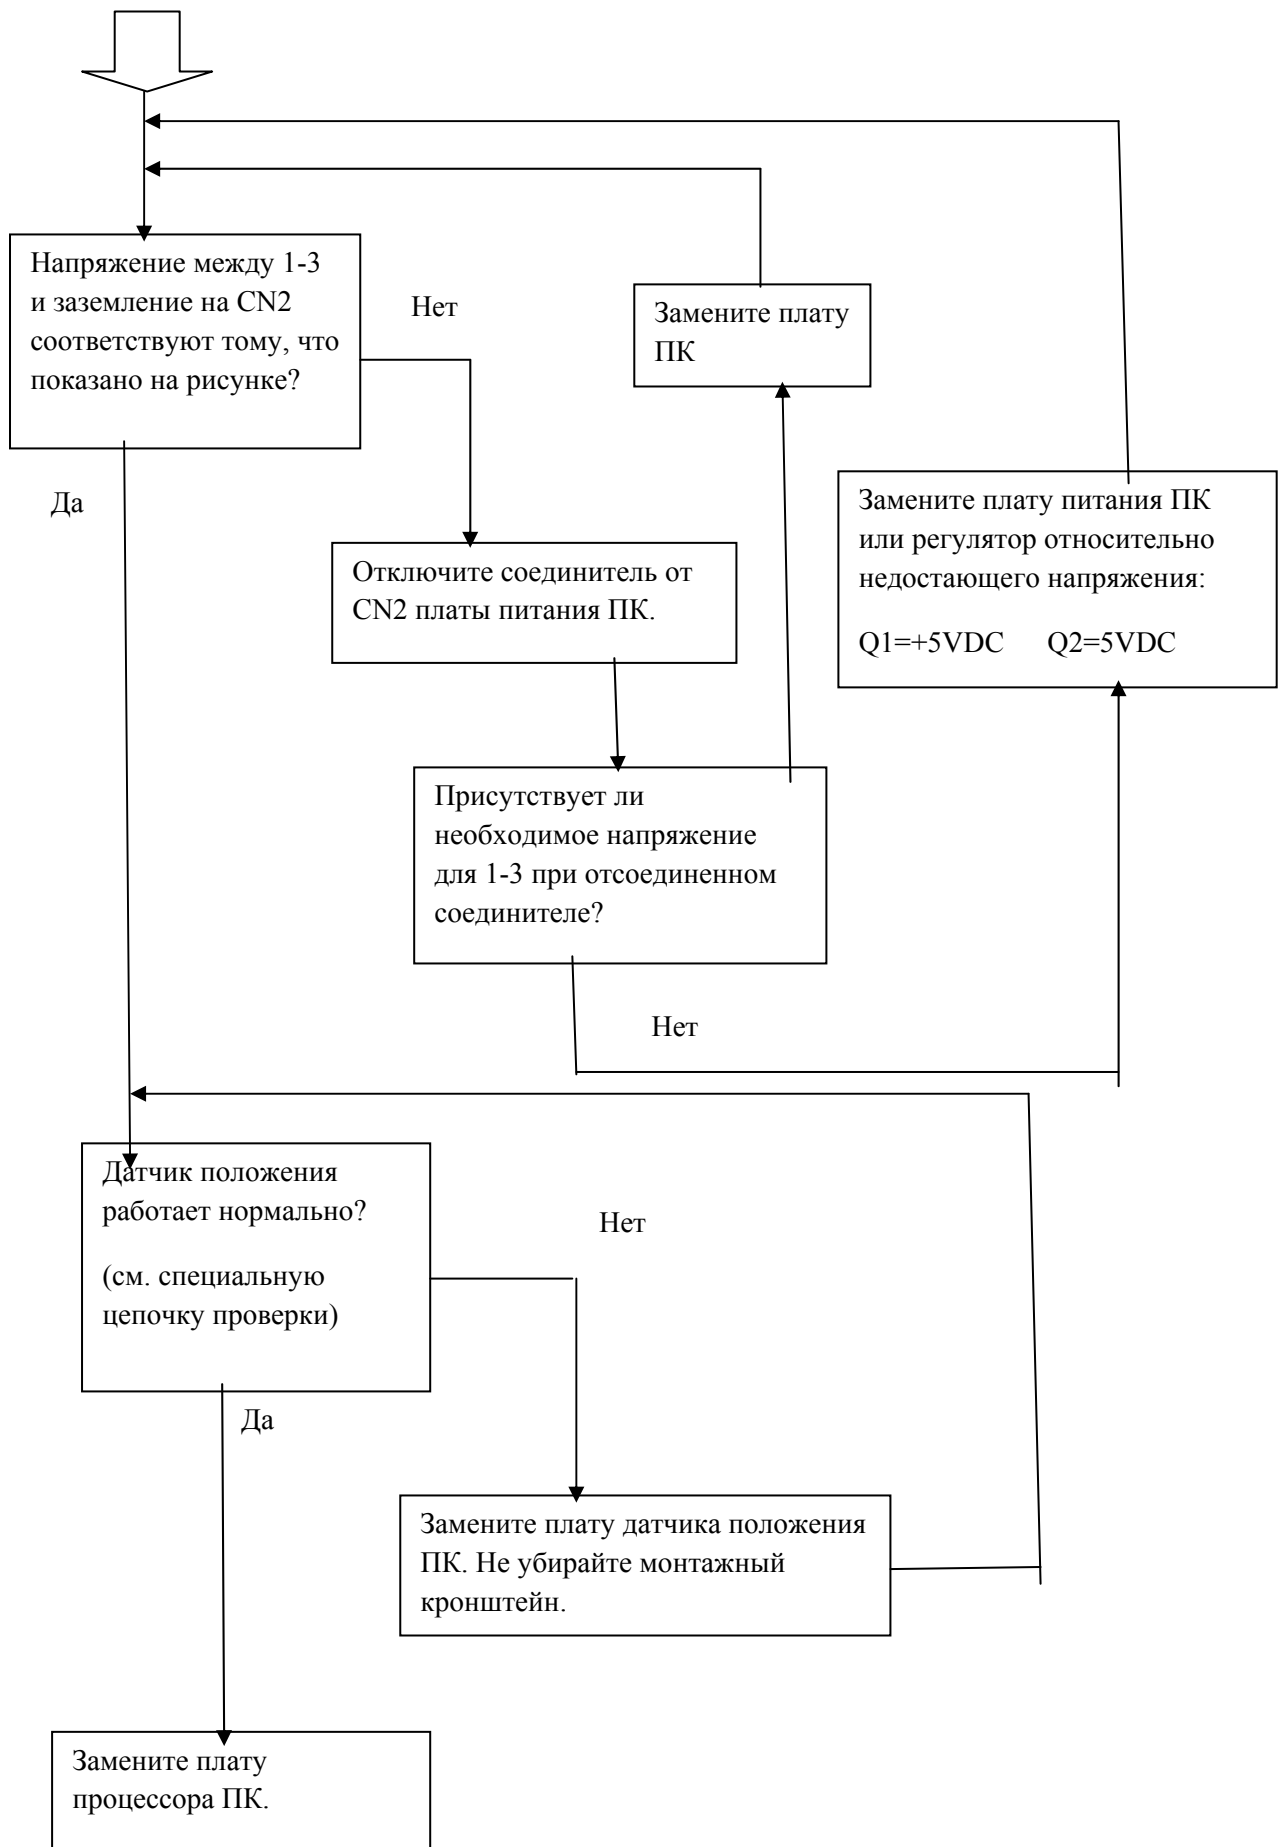 Напряжение между 1-3
и заземление на CN2
соответствуют тому, что
показано на рисунке?
Нет
Замените плату
ПК
Да
Замените плату питания ПК
или регулятор относительно
недостающего напряжения:
Q1=+5VDC Q2=5VDC
Отключите соединитель от
CN2 платы питания ПК.
Присутствует ли
необходимое напряжение
для 1-3 при отсоединенном
соединителе?
Нет
Датчик положения
работает нормально?
(см. специальную
цепочку проверки)
Нет
Да
Замените плату датчика положения
ПК. Не убирайте монтажный
кронштейн.
Замените плату
процессора ПК.